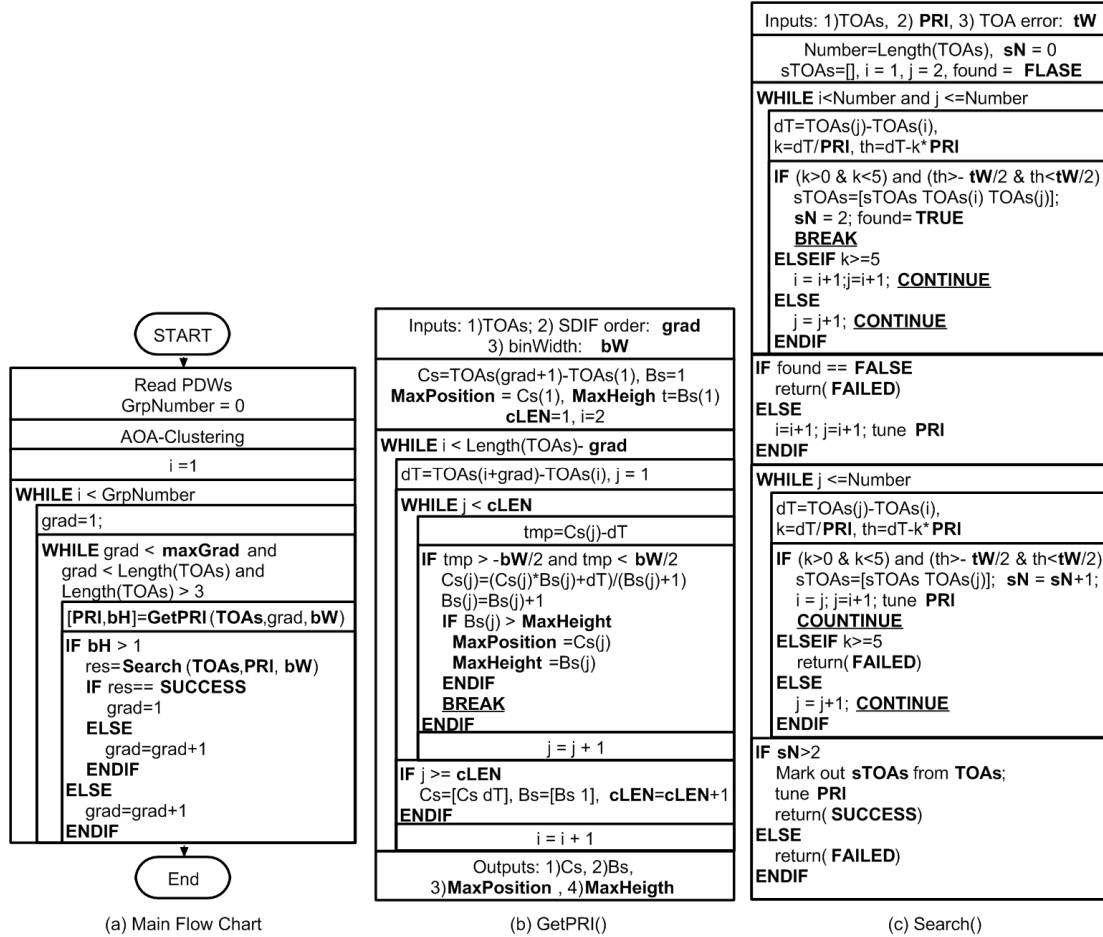 START
Read PDWs
GrpNumber = 0
AOA-Clustering
i =1
WHILE i < GrpNumber
grad=1;
WHILE grad < maxGrad and
grad < Length(TOAs) and
Length(TOAs) > 3
[PRI,bH]=GetPRI(TOAs,grad,bW)
IF bH > 1
res=Search(TOAs,PRI, bW)
IF res== SUCCESS
grad=1
ELSE
grad=grad+1
ENDIF
ELSE
grad=grad+1
ENDIF
End
(a) Main Flow Chart
Inputs: 1)TOAs; 2) SDIF order: grad
3) binWidth: bW
Cs=TOAs(grad+1)-TOAs(1), Bs=1
MaxPosition = Cs(1), MaxHeigh t=Bs(1)
cLEN=1, i=2
WHILE i < Length(TOAs)- grad
dT=TOAs(i+grad)-TOAs(i), j = 1
WHILE j < cLEN
tmp=Cs(j)-dT
IF tmp > -bW/2 and tmp < bW/2
Cs(j)=(Cs(j)*Bs(j)+dT)/(Bs(j)+1)
Bs(j)=Bs(j)+1
IF Bs(j) > MaxHeight
MaxPosition =Cs(j)
MaxHeight =Bs(j)
ENDIF
BREAK
ENDIF
j = j + 1
IF j >= cLEN
Cs=[Cs dT], Bs=[Bs 1], cLEN=cLEN+1
ENDIF
i = i + 1
Outputs: 1)Cs, 2)Bs,
3)MaxPosition , 4)MaxHeigth
(b) GetPRI()
Inputs: 1)TOAs, 2) PRI, 3) TOA error: tW
Number=Length(TOAs), sN = 0
sTOAs=[], i = 1, j = 2, found = FLASE
WHILE i<Number and j <=Number
dT=TOAs(j)-TOAs(i),
k=dT/PRI, th=dT-k*PRI
IF (k>0 & k<5) and (th>- tW/2 & th<tW/2)
sTOAs=[sTOAs TOAs(i) TOAs(j)];
sN = 2; found= TRUE
BREAK
ELSEIF k>=5
i = i+1;j=i+1; CONTINUE
ELSE
j = j+1; CONTINUE
ENDIF
IF found == FALSE
return( FAILED)
ELSE
i=i+1; j=i+1; tune PRI
ENDIF
WHILE j <=Number
dT=TOAs(j)-TOAs(i),
k=dT/PRI, th=dT-k*PRI
IF (k>0 & k<5) and (th>- tW/2 & th<tW/2)
sTOAs=[sTOAs TOAs(j)]; sN = sN+1;
i = j; j=i+1; tune PRI
COUNTINUE
ELSEIF k>=5
return( FAILED)
ELSE
j = j+1; CONTINUE
ENDIF
IF sN>2
Mark out sTOAs from TOAs;
tune PRI
return( SUCCESS)
ELSE
return( FAILED)
ENDIF
(c) Search()